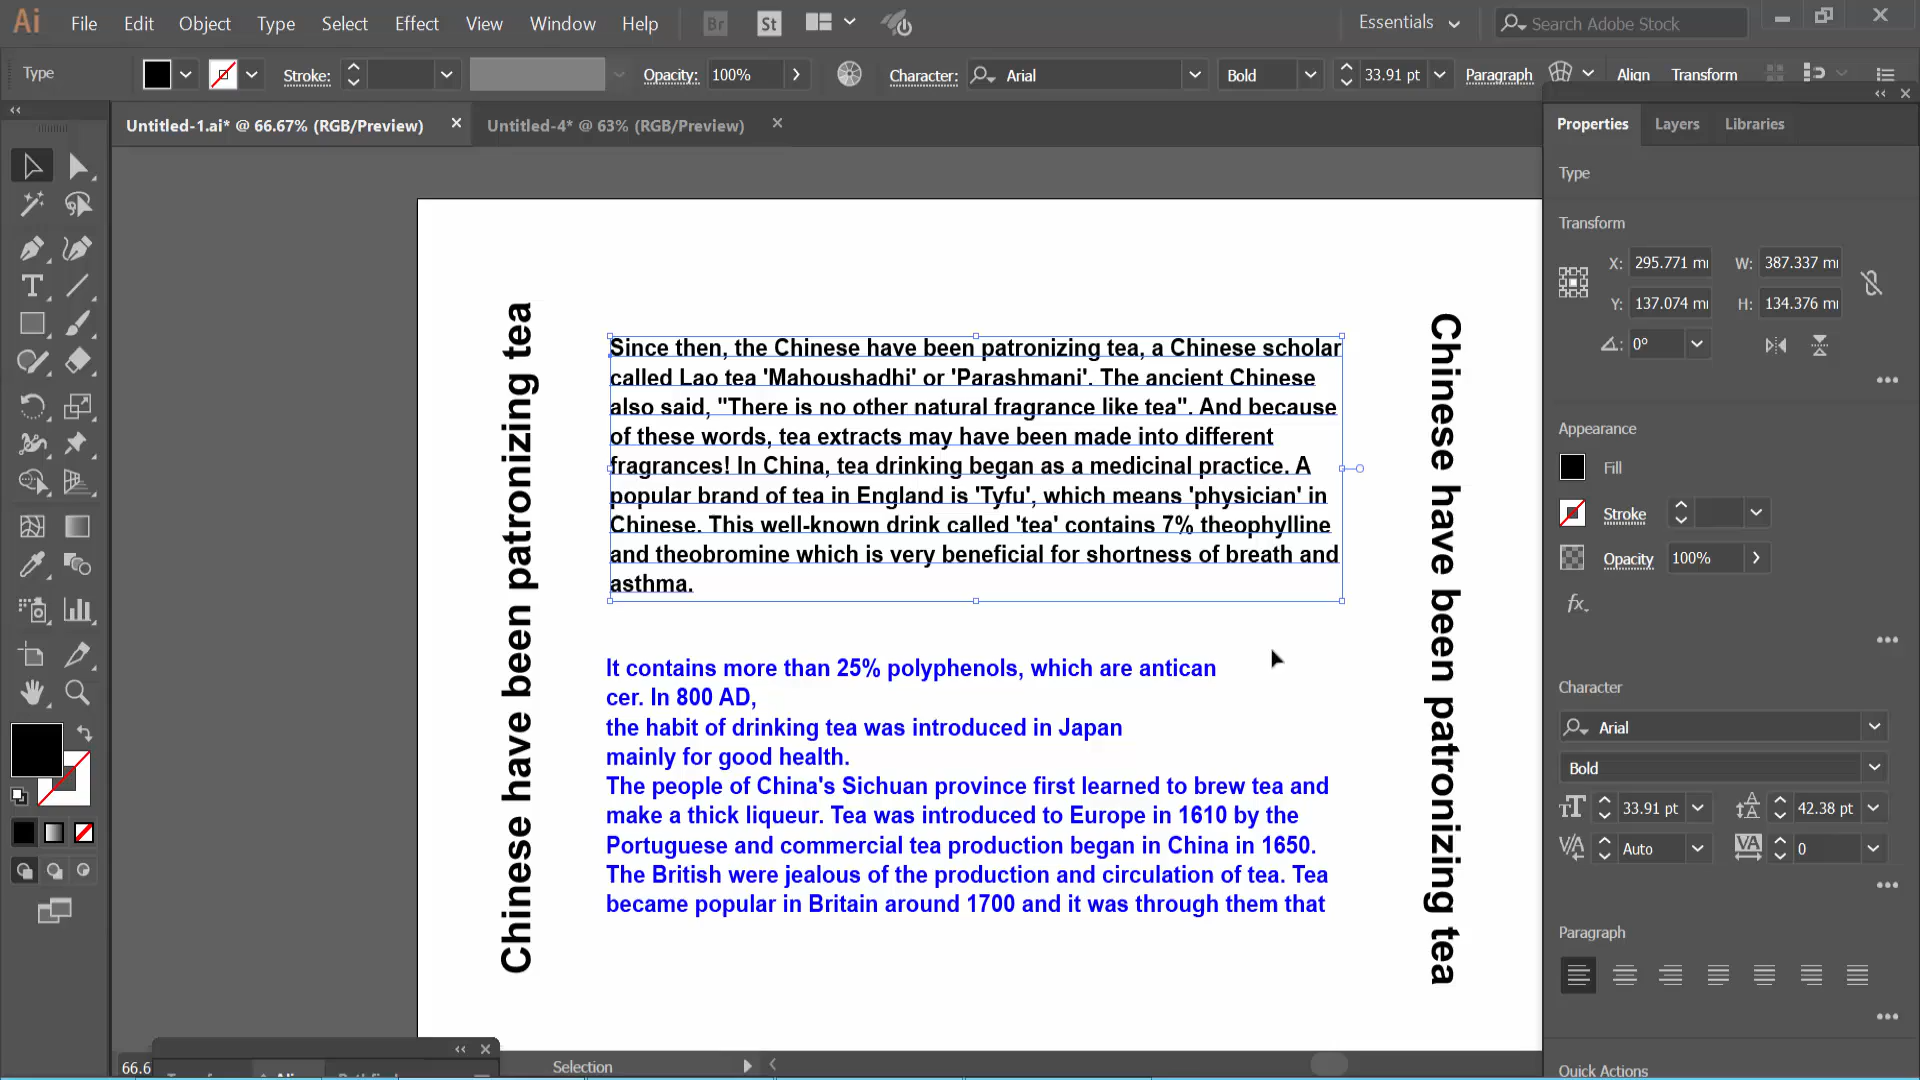 Ai File Edit Object Type Select Effect View Window Help Br St Essentials Search Adobe Stock
Type Stroke: Opacity: 100% Character: Arial Bold 33.91 pt Paragraph Align Transform
Untitled-1.ai* @ 66.67% (RGB/Preview) Untitled-4* @ 63% (RGB/Preview)
Properties Layers Libraries
Type
Transform
X: 295.771 m W: 387.337 m
Y: 137.074 m H: 134.376 m
0°
Appearance
Fill
Stroke
Opacity 100%
fx
Character
Arial
Bold
33.91 pt 42.38 pt
Auto 0
Paragraph
Quick Actions
Chinese have been patronizing tea
Since then, the Chinese have been patronizing tea, a Chinese scholar
called Lao tea 'Mahoushadhi' or 'Parashmani'. The ancient Chinese
also said, "There is no other natural fragrance like tea". And because
of these words, tea extracts may have been made into different
fragrances! In China, tea drinking began as a medicinal practice. A
popular brand of tea in England is 'Tyfu', which means 'physician' in
Chinese. This well-known drink called 'tea' contains 7% theophylline
and theobromine which is very beneficial for shortness of breath and
asthma.
It contains more than 25% polyphenols, which are antican
cer. In 800 AD,
the habit of drinking tea was introduced in Japan
mainly for good health.
The people of China's Sichuan province first learned to brew tea and
make a thick liqueur. Tea was introduced to Europe in 1610 by the
Portuguese and commercial tea production began in China in 1650.
The British were jealous of the production and circulation of tea. Tea
became popular in Britain around 1700 and it was through them that
Chinese have been patronizing tea
66.6 Selection